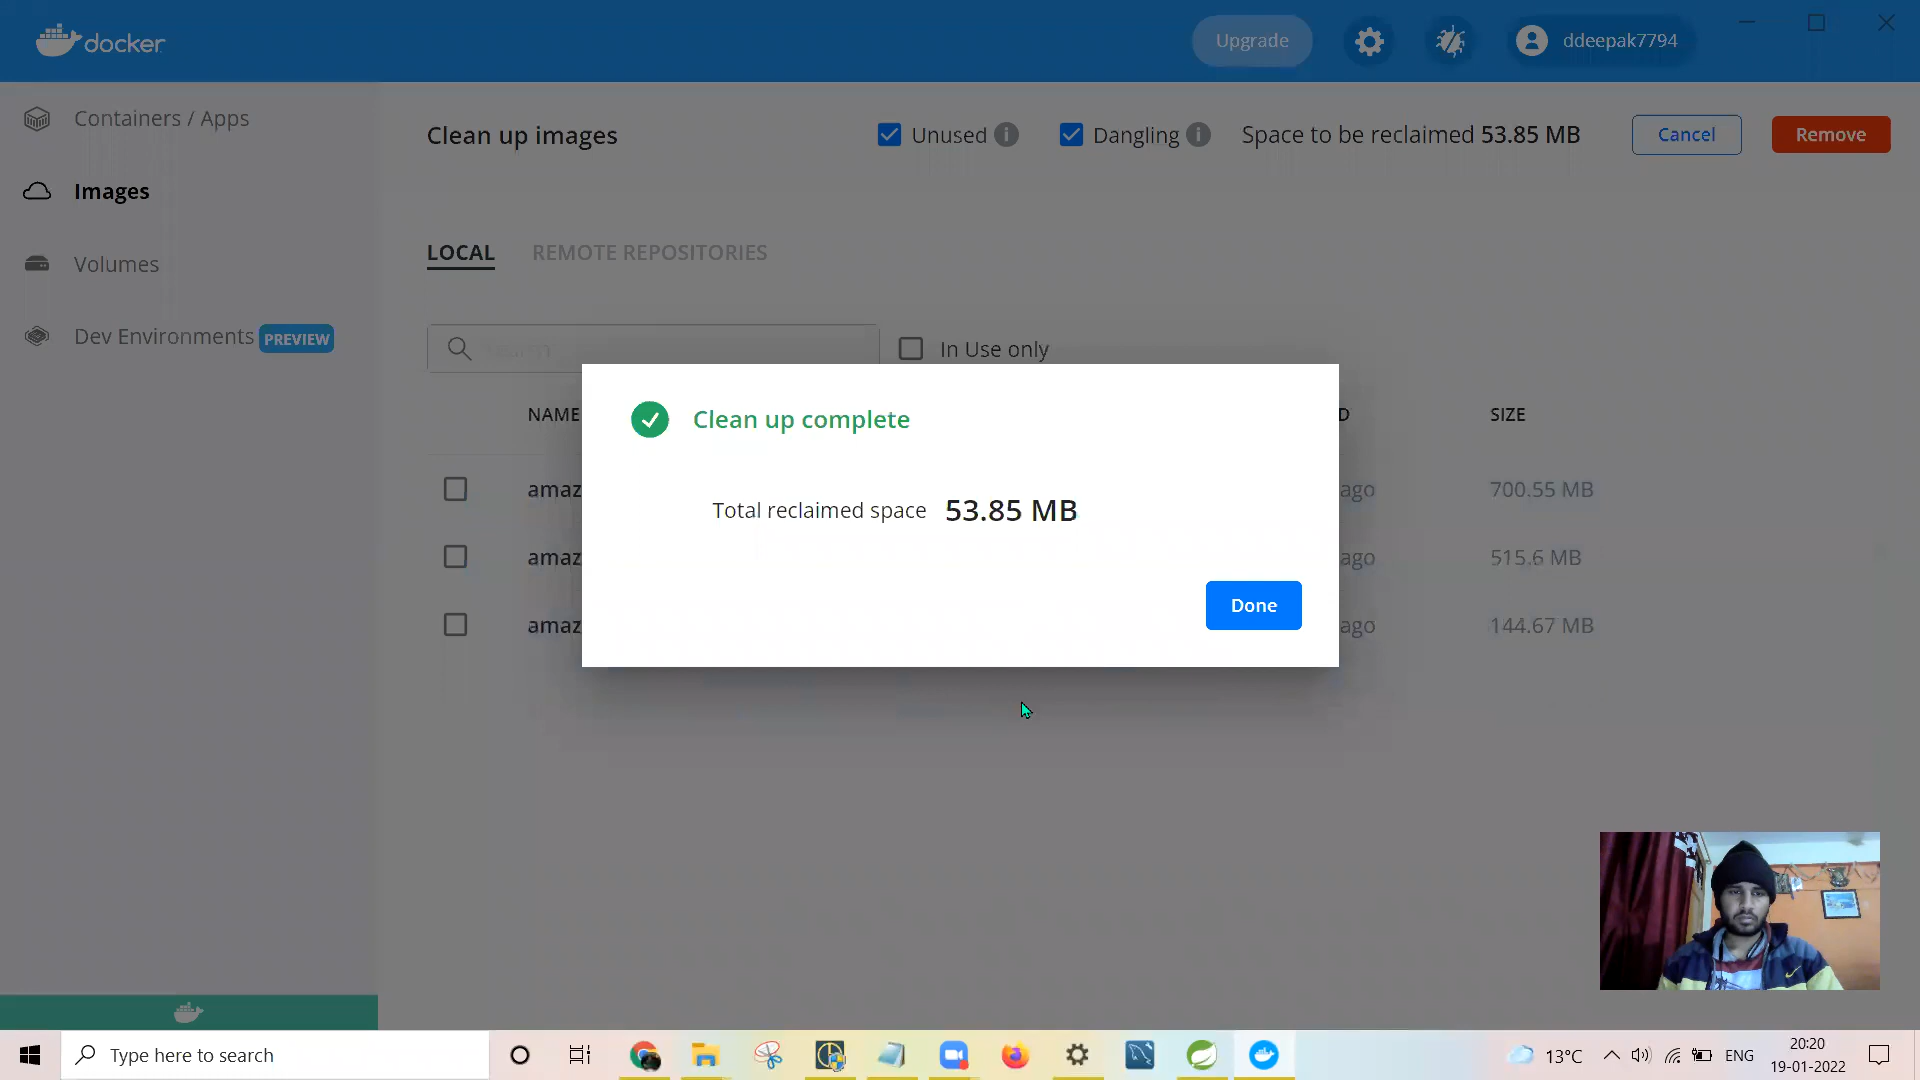 docker
Upgrade
ddeepak7794
Containers / Apps
Images
Volumes
Dev Environments PREVIEW
Clean up images
Unused
Dangling
Space to be reclaimed 53.85 MB
Cancel
Remove
LOCAL
REMOTE REPOSITORIES
In Use only
NAME
D
SIZE
amaz
ago
700.55 MB
amaz
ago
515.6 MB
amaz
ago
144.67 MB
Clean up complete
Total reclaimed space 53.85 MB
Done
Type here to search
13°C
ENG
20:20
19-01-2022